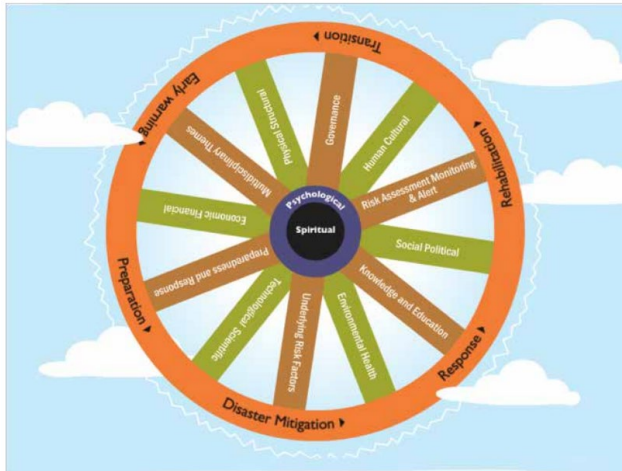 Transition
Early warning
Rehabilitation
Preparation
Response
Disaster Mitigation
Governance
Human Cultural
Risk Assessment Monitoring
& Alert
Social Political
Knowledge and Education
Environmental Health
Underlying Risk Factors
Technological Scientific
Preparedness and Response
Economic Financial
Multidisciplinary Themes
Physical Structural
Psychological
Spiritual